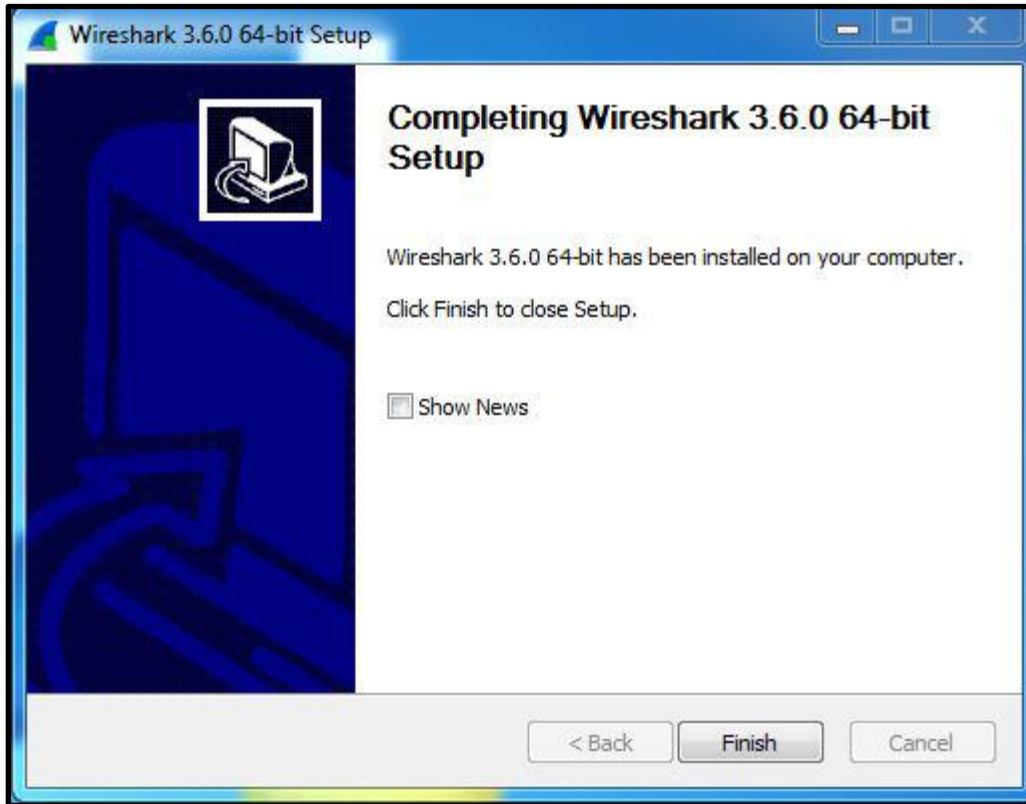 Wireshark 3.6.0 64-bit Setup
Completing Wireshark 3.6.0 64-bit
Setup
Wireshark 3.6.0 64-bit has been installed on your computer.
Click Finish to close Setup.
Show News
< Back
Finish
Cancel